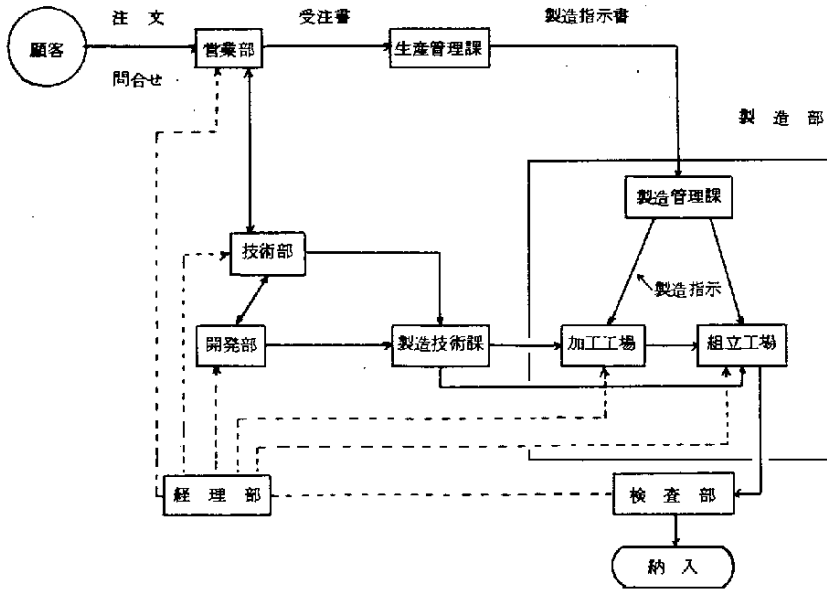 注 文
受注書
製造指示書
顧客
営業部
生産管理課
問合せ
製 造 部
製造管理課
技術部
製造指示
開発部
製造技術課
加工工場
組立工場
経 理 部
検 査 部
納 入